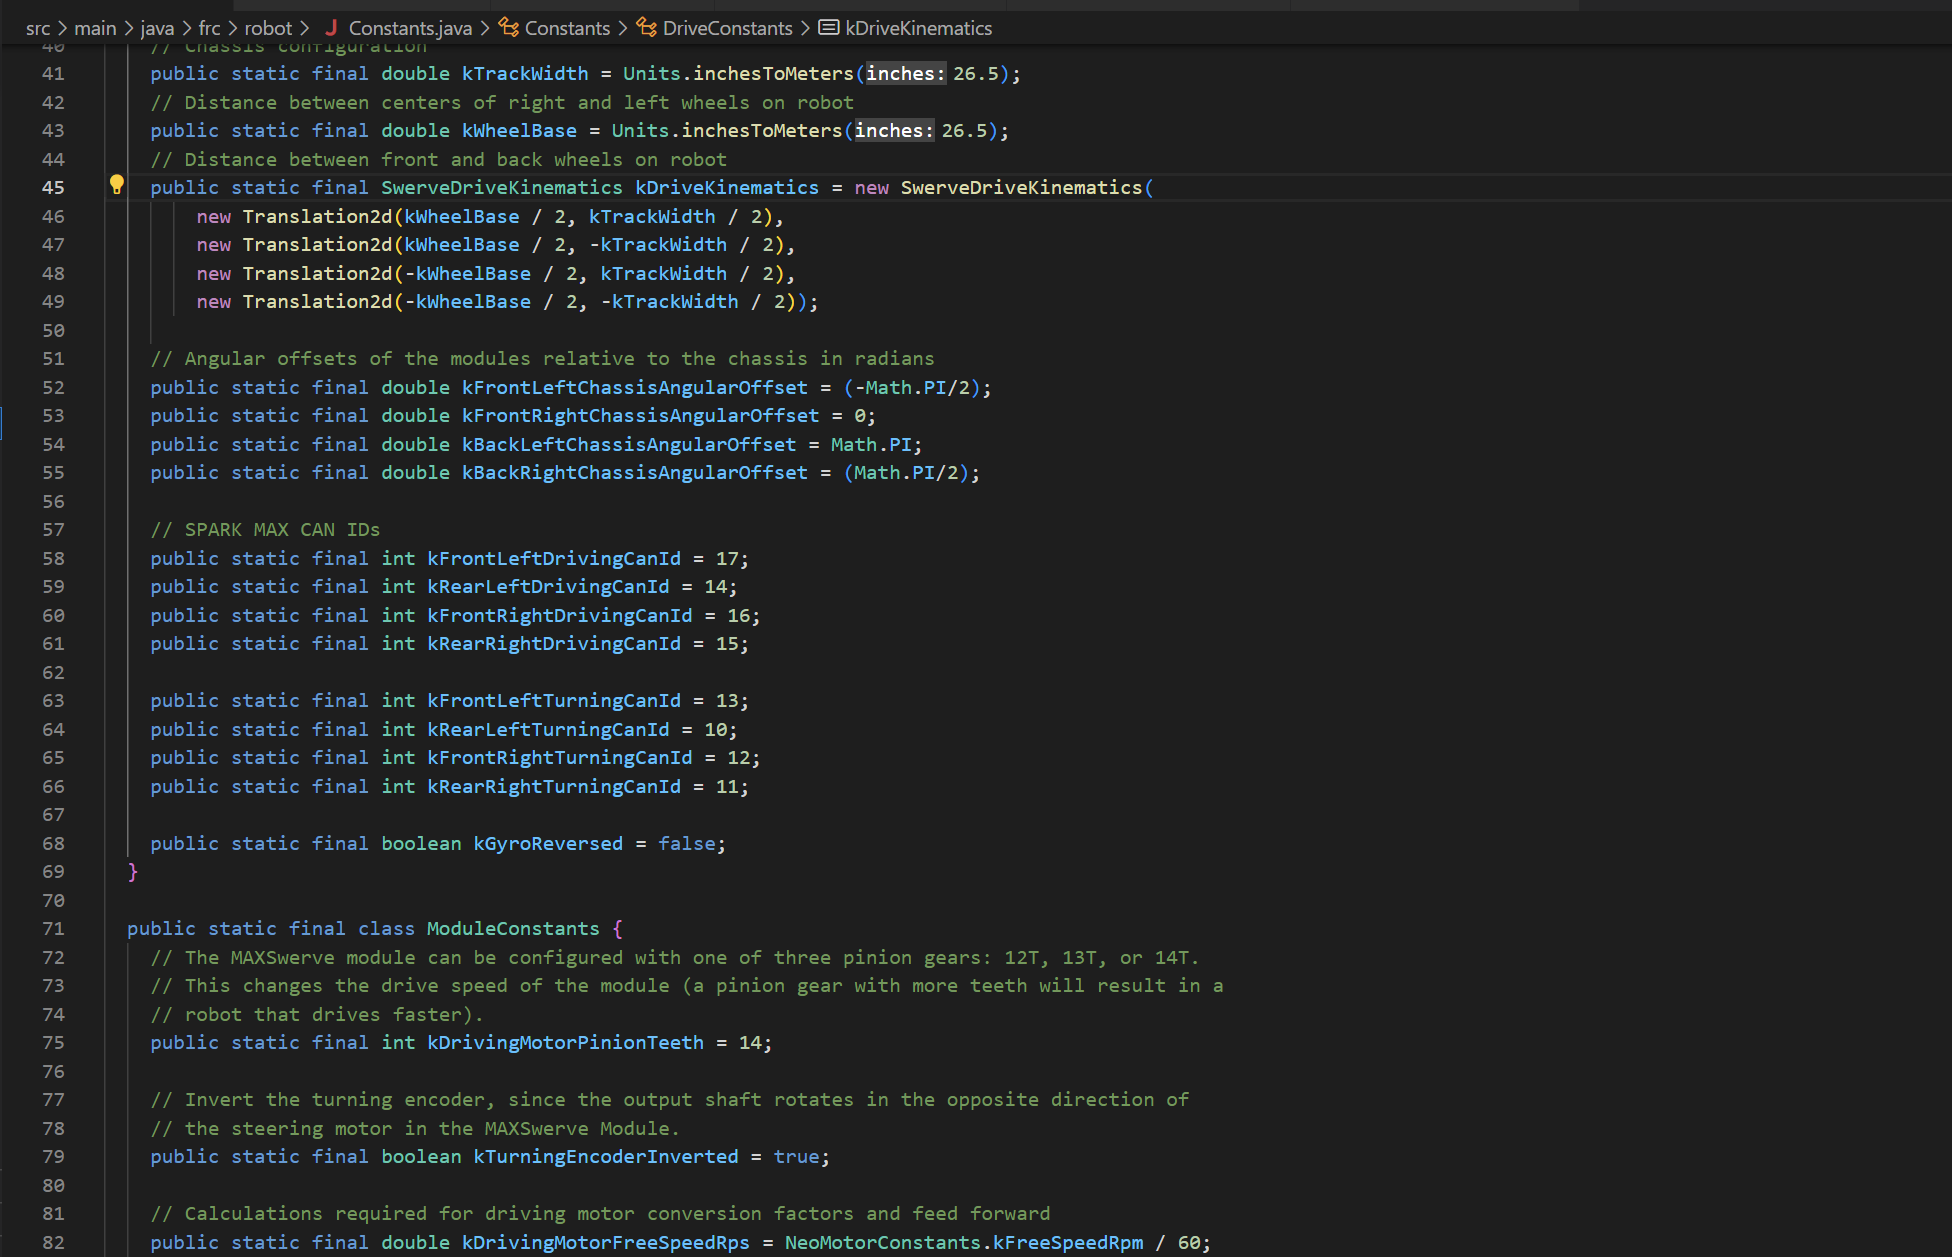 src > main > java > frc > robot > J Constants.java > Constants > DriveConstants > kDriveKinematics
40 // Chassis configuration
41 public static final double kTrackWidth = Units.inchesToMeters(inches: 26.5);
42 // Distance between centers of right and left wheels on robot
43 public static final double kWheelBase = Units.inchesToMeters(inches: 26.5);
44 // Distance between front and back wheels on robot
45 public static final SwerveDriveKinematics kDriveKinematics = new SwerveDriveKinematics(
46 new Translation2d(kWheelBase / 2, kTrackWidth / 2),
47 new Translation2d(kWheelBase / 2, -kTrackWidth / 2),
48 new Translation2d(-kWheelBase / 2, kTrackWidth / 2),
49 new Translation2d(-kWheelBase / 2, -kTrackWidth / 2));
50
51 // Angular offsets of the modules relative to the chassis in radians
52 public static final double kFrontLeftChassisAngularOffset = (-Math.PI/2);
53 public static final double kFrontRightChassisAngularOffset = 0;
54 public static final double kBackLeftChassisAngularOffset = Math.PI;
55 public static final double kBackRightChassisAngularOffset = (Math.PI/2);
56
57 // SPARK MAX CAN IDs
58 public static final int kFrontLeftDrivingCanId = 17;
59 public static final int kRearLeftDrivingCanId = 14;
60 public static final int kFrontRightDrivingCanId = 16;
61 public static final int kRearRightDrivingCanId = 15;
62
63 public static final int kFrontLeftTurningCanId = 13;
64 public static final int kRearLeftTurningCanId = 10;
65 public static final int kFrontRightTurningCanId = 12;
66 public static final int kRearRightTurningCanId = 11;
67
68 public static final boolean kGyroReversed = false;
69 }
70
71 public static final class ModuleConstants {
72 // The MAXSwerve module can be configured with one of three pinion gears: 12T, 13T, or 14T.
73 // This changes the drive speed of the module (a pinion gear with more teeth will result in a
74 // robot that drives faster).
75 public static final int kDrivingMotorPinionTeeth = 14;
76
77 // Invert the turning encoder, since the output shaft rotates in the opposite direction of
78 // the steering motor in the MAXSwerve Module.
79 public static final boolean kTurningEncoderInverted = true;
80
81 // Calculations required for driving motor conversion factors and feed forward
82 public static final double kDrivingMotorFreeSpeedRps = NeoMotorConstants.kFreeSpeedRpm / 60;